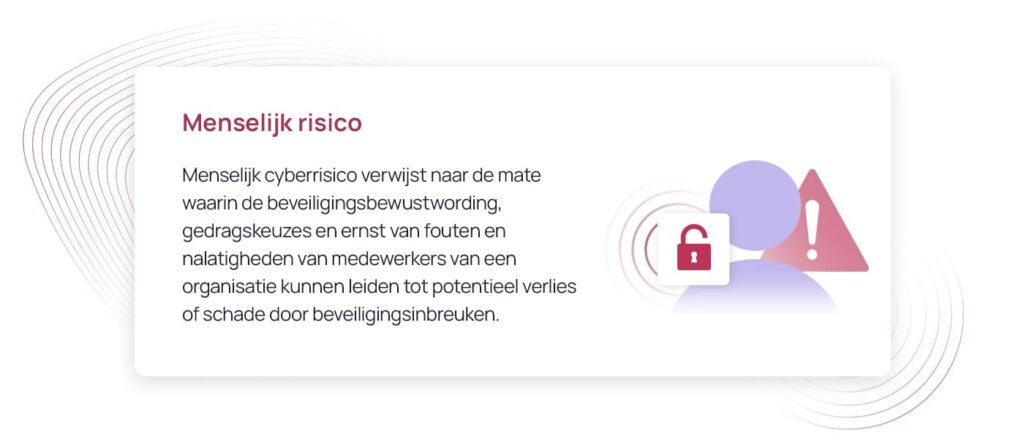 Menselijk risico
Menselijk cyberrisico verwijst naar de mate
waarin de beveiligingsbewustwording,
gedragskeuzes en ernst van fouten en
nalatigheden van medewerkers van een
organisatie kunnen leiden tot potentieel verlies
of schade door beveiligingsinbreuken.